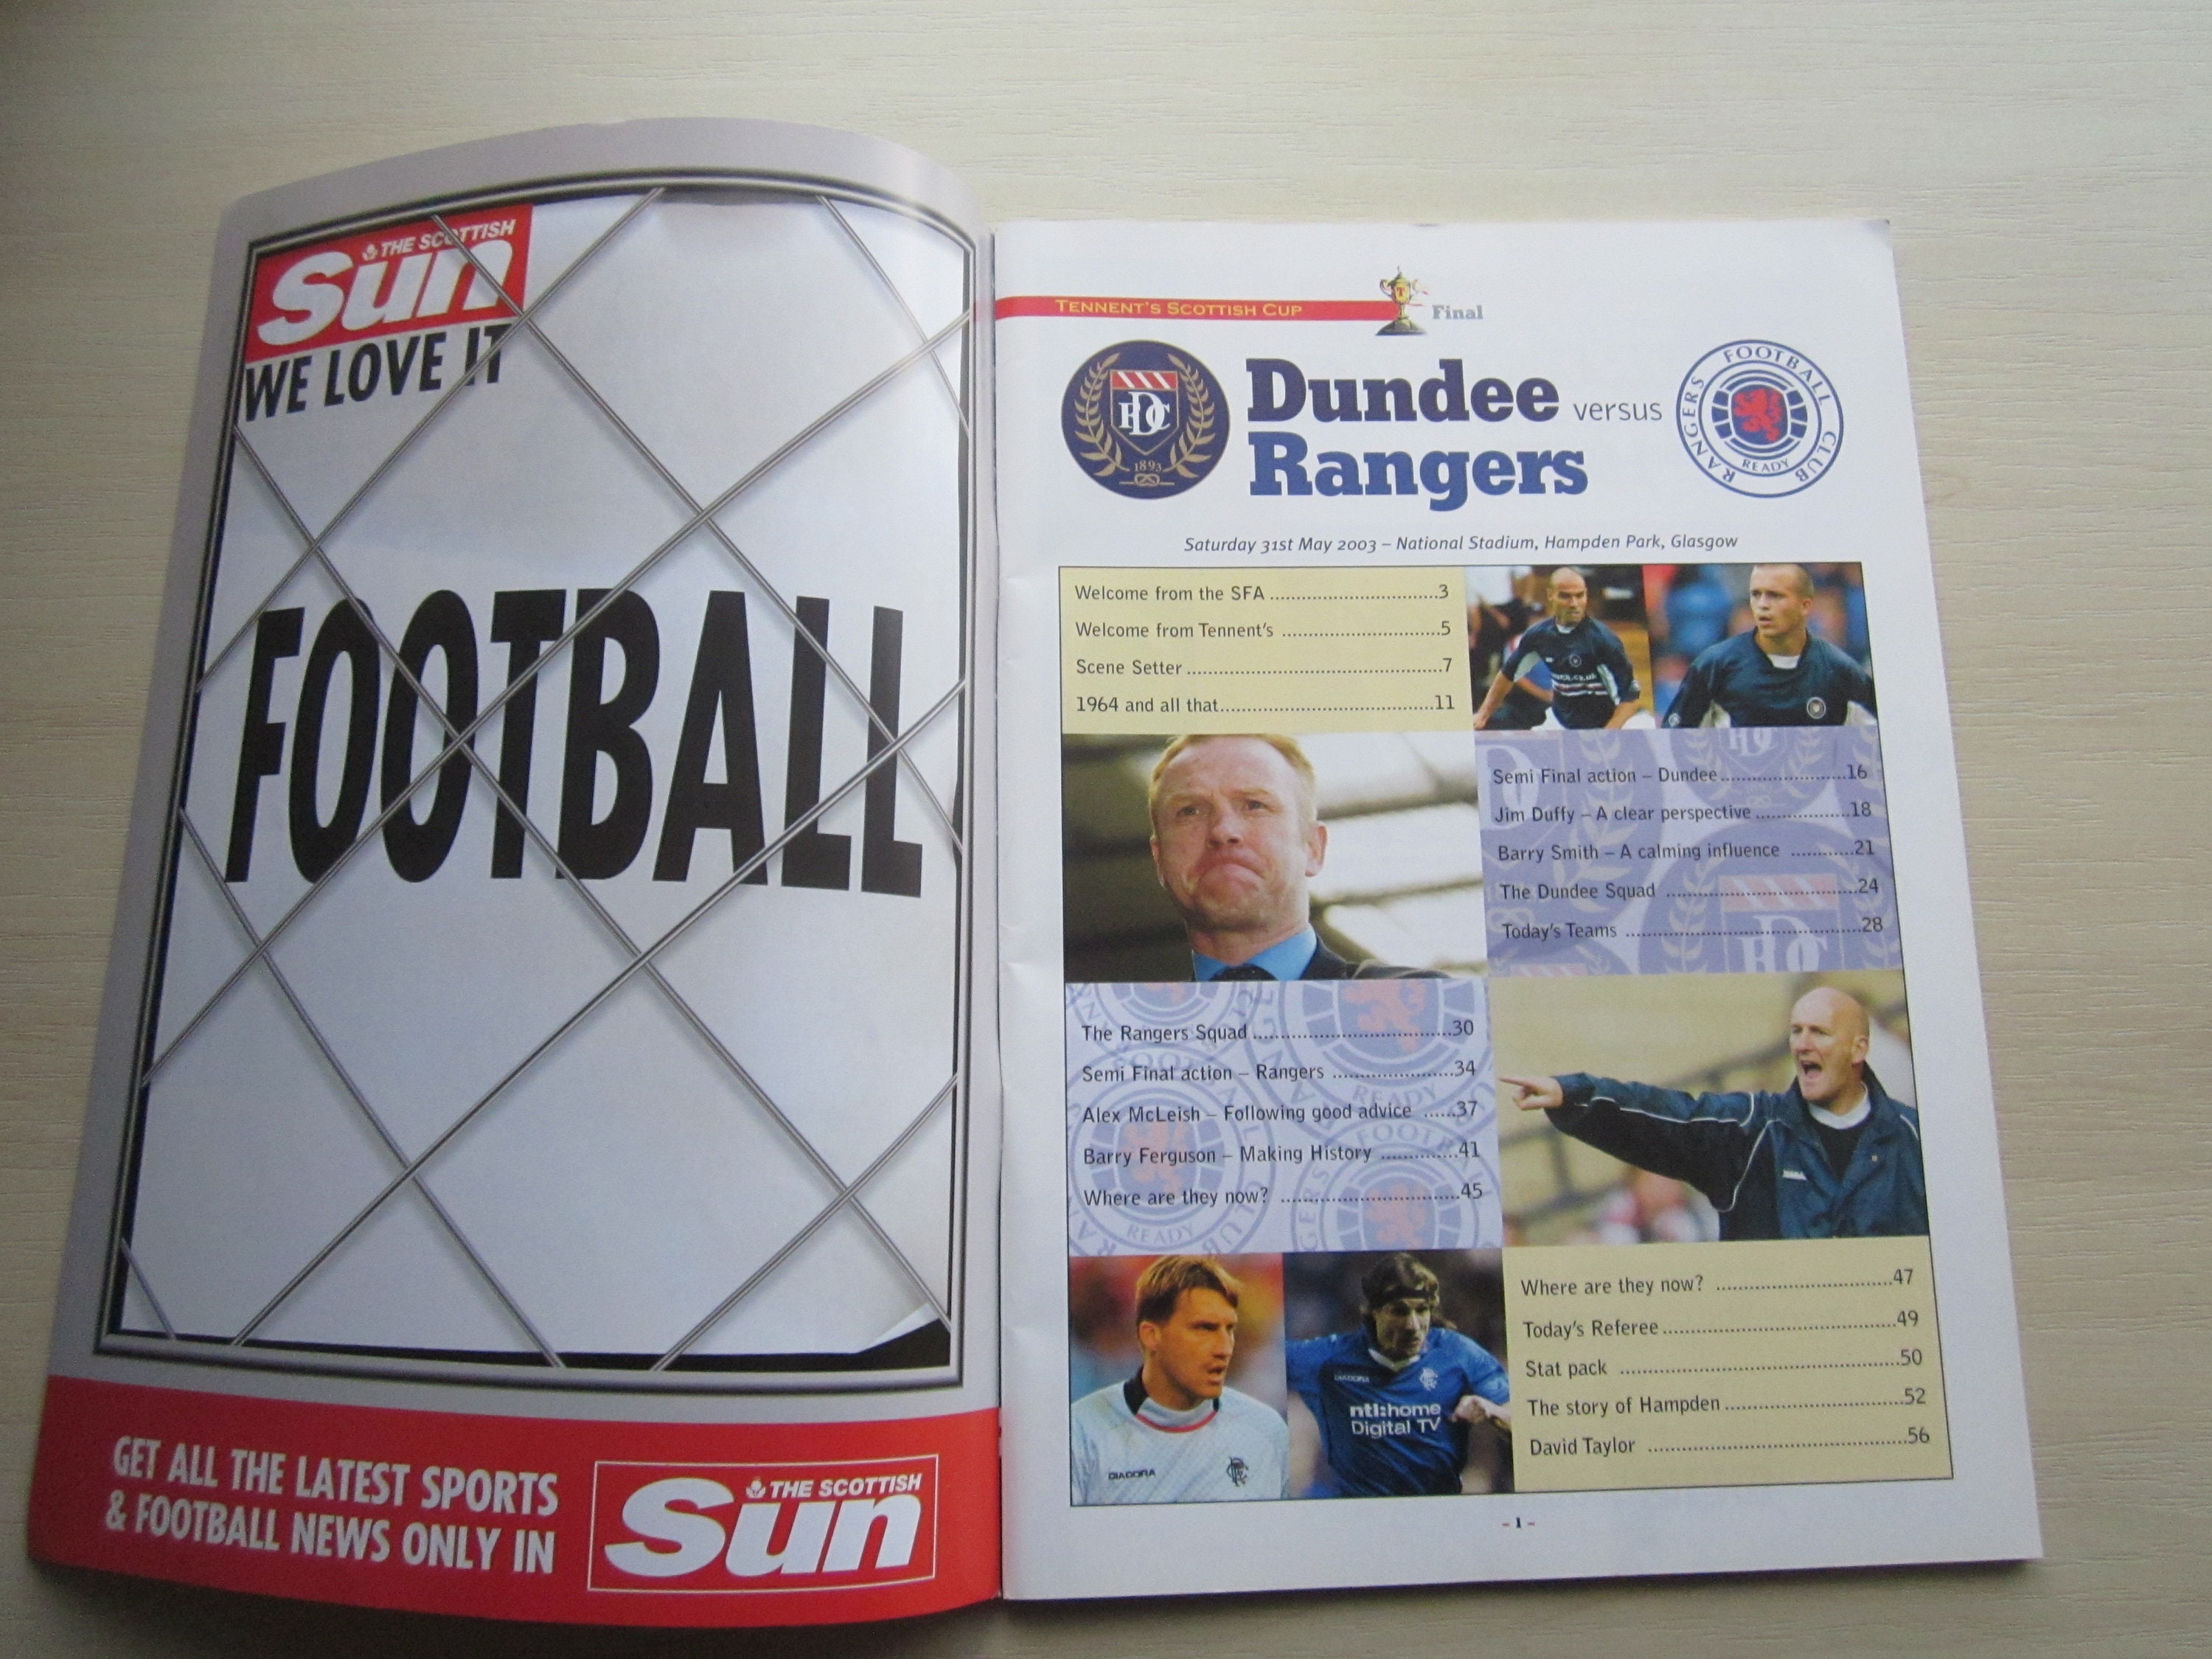 THE SCOTTISH
Sun
WE LOVE IT
FOOTBALL
GET ALL THE LATEST SPORTS
& FOOTBALL NEWS ONLY IN
THE SCOTTISH
Sun
TENNENT'S SCOTTISH CUP
Final
DFC
1893
Dundee versus
Rangers
RANGERS FOOTBALL CLUB
READY
Saturday 31st May 2003 – National Stadium, Hampden Park, Glasgow
Welcome from the SFA ................................3
Welcome from Tennent's ..............................5
Scene Setter ................................................7
1964 and all that........................................11
Semi Final action – Dundee........................16
Jim Duffy – A clear perspective ..................18
Barry Smith – A calming influence ............21
The Dundee Squad ....................................24
Today's Teams ............................................28
The Rangers Squad ....................................30
Semi Final action – Rangers ......................34
Alex McLeish – Following good advice ......37
Barry Ferguson – Making History ..............41
Where are they now? ................................45
DIADORA
DIADORA
ntl:home
Digital TV
Where are they now? ................................47
Today's Referee..........................................49
Stat pack ....................................................50
The story of Hampden................................52
David Taylor ..............................................56
- 1 -